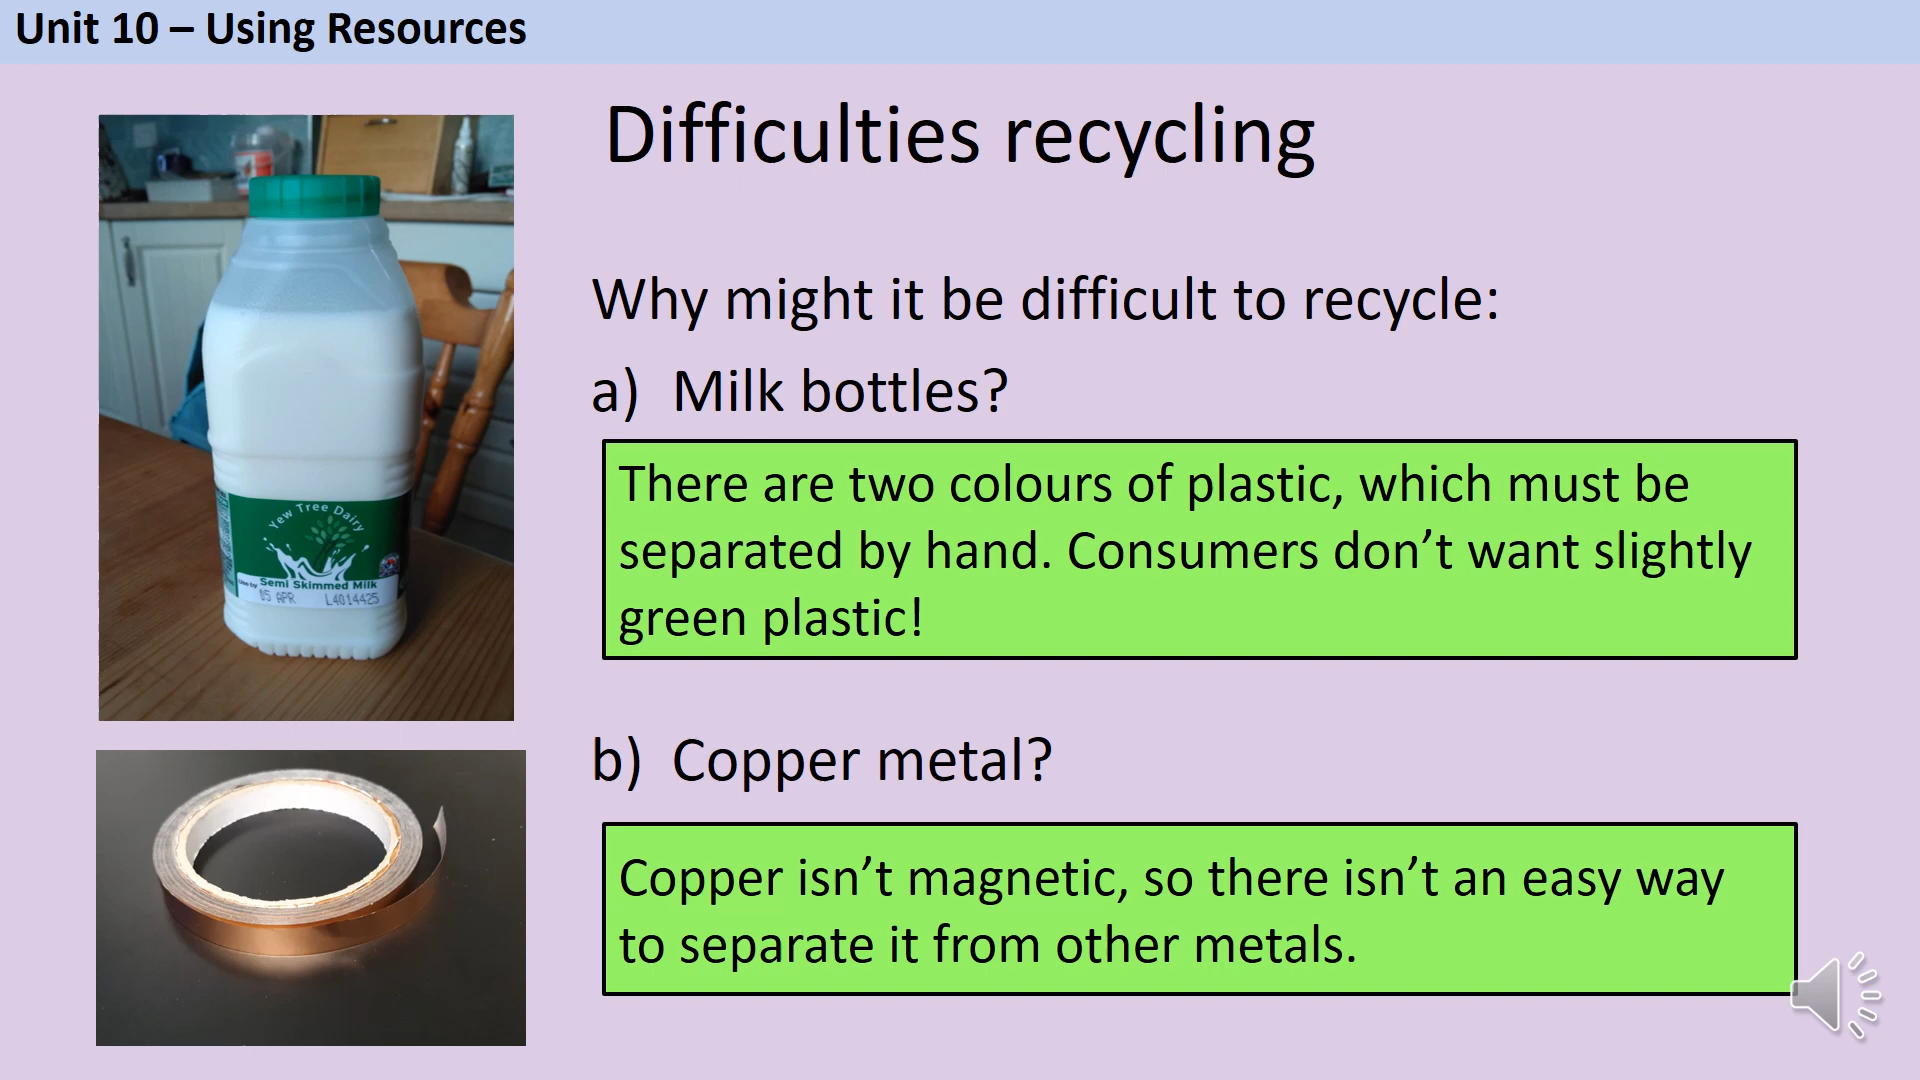 Unit 10 – Using Resources
Difficulties recycling
Why might it be difficult to recycle:
a) Milk bottles?
There are two colours of plastic, which must be
separated by hand. Consumers don’t want slightly
green plastic!
b) Copper metal?
Copper isn’t magnetic, so there isn’t an easy way
to separate it from other metals.
Yew Tree Dairy
Use by
Semi Skimmed Milk
05 APR L4014425